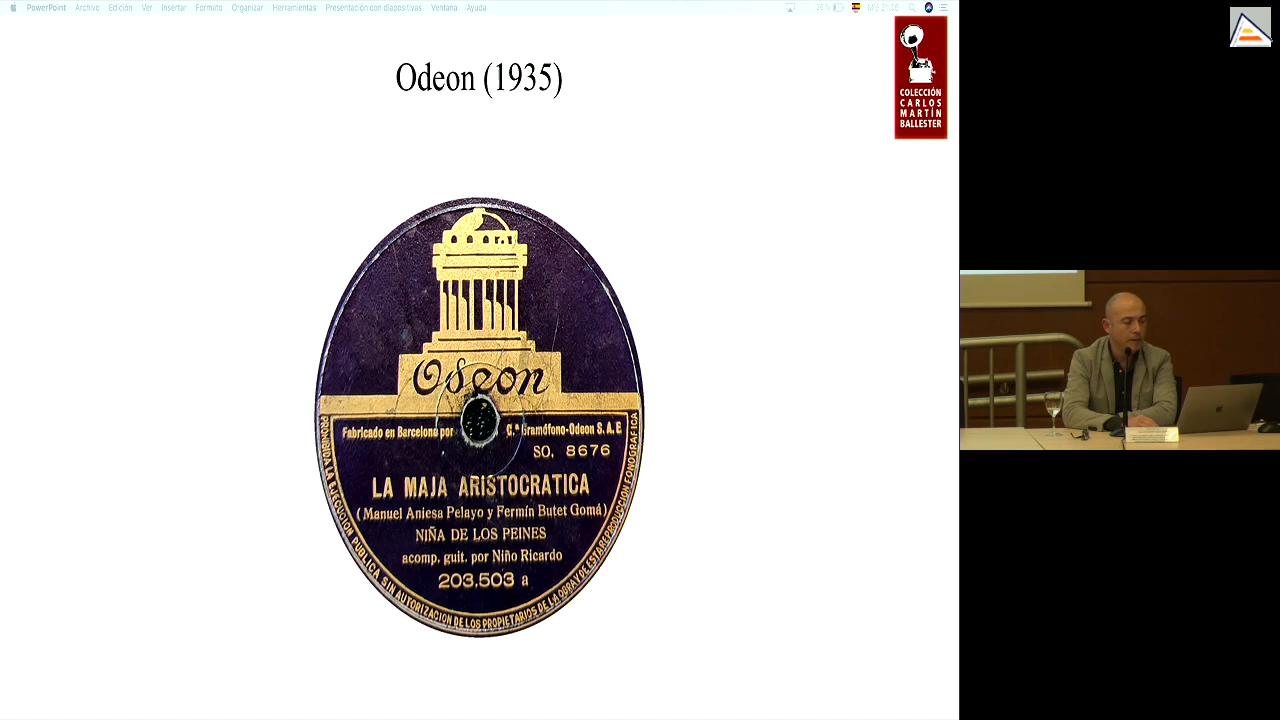 PowerPoint Archivo Edición Ver Insertar Formato Organizar Herramientas Presentación con diapositivas Ventana Ayuda
Odeon (1935)
COLECCIÓN
CARLOS
MARTÍN
BALLESTER
Odeon
Fabricado en Barcelona por C.ª Gramófono-Odeon S.A.E
SO, 8676
LA MAJA ARISTOCRATICA
(Manuel Aniesa Pelayo y Fermín Butet Gomá)
NIÑA DE LOS PEINES
acomp. guit. por Niño Ricardo
203,503 a
PROHIBIDA LA EJECUCION PUBLICA SIN AUTORIZACION DE LOS PROPIETARIOS DE LA OBRA Y DE ESTA REPRODUCCION FONOGRAFICA